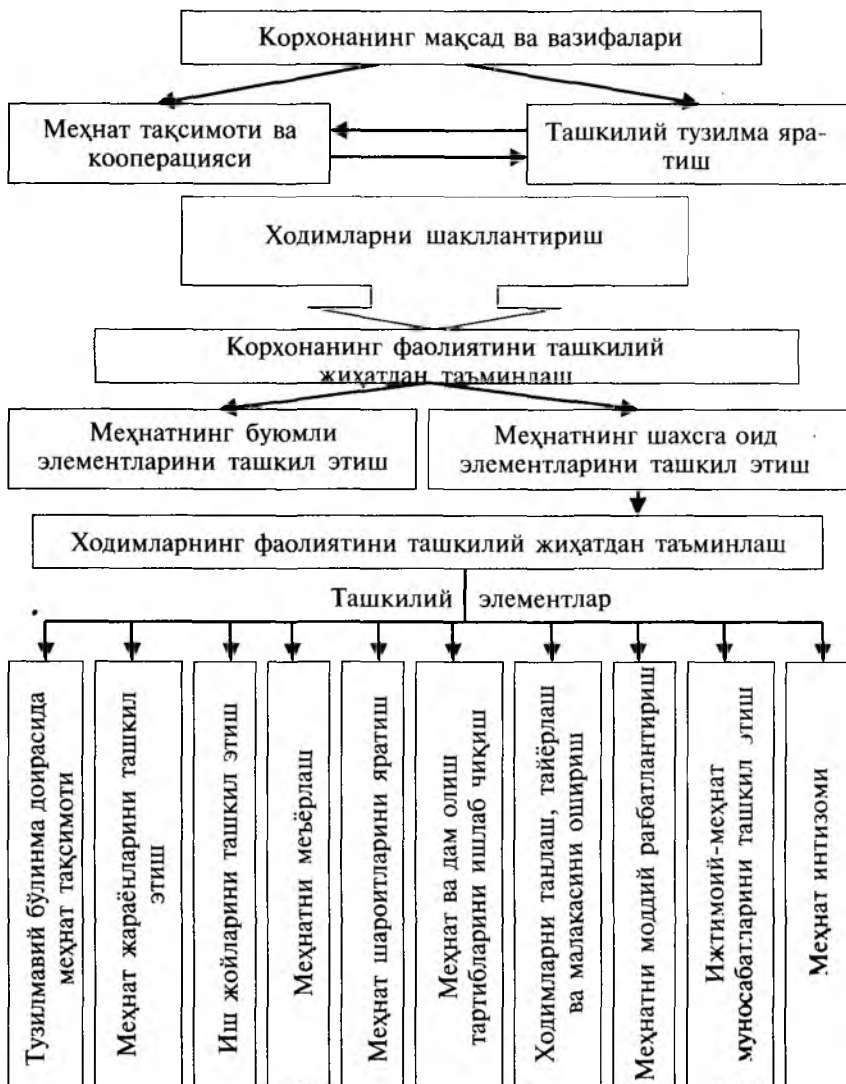 Корхонанинг мақсад ва вазифалари
Меҳнат тақсимоти ва
кооперацияси
Ташкилий тузилма яра-
тиш
Ходимларни шакллантириш
Корхонанинг фаолиятини ташкилий
жиҳатдан таъминлаш
Меҳнатнинг буюмли
элементларини ташкил этиш
Меҳнатнинг шахсга оид
элементларини ташкил этиш
Ходимларнинг фаолиятини ташкилий жиҳатдан таъминлаш
Ташкилий элементлар
Тузилмавий бўлинма доирасида
меҳнат тақсимоти
Меҳнат жараёнларини ташкил
этиш
Иш жойларини ташкил этиш
Меҳнатни меъёрлаш
Меҳнат шароитларини яратиш
Меҳнат ва дам олиш
тартибларини ишлаб чиқиш
Ходимларни танлаш, тайёрлаш
ва малакасини ошириш
Меҳнатни моддий рағбатлантириш
Ижтимоий-меҳнат
муносабатларини ташкил этиш
Меҳнат интизоми